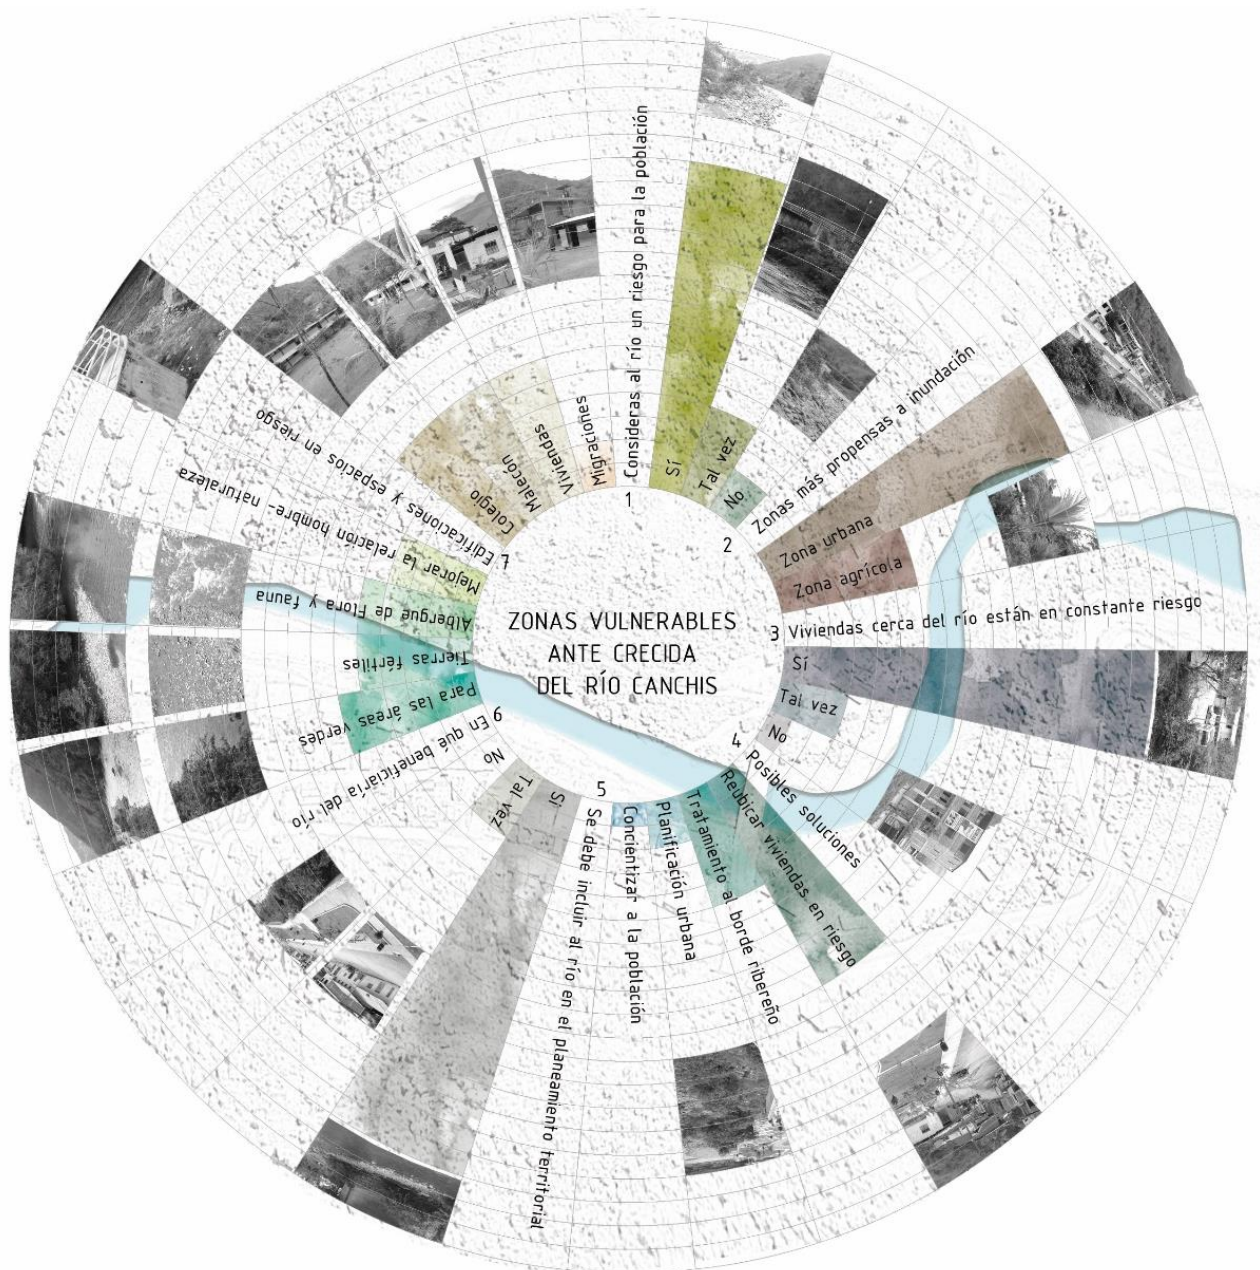 ZONAS VULNERABLES
ANTE CRECIDA
DEL RÍO CANCHIS
1
Consideras al río un riesgo para la población
Sí
Tal vez
No
2
Zonas más propensas a inundación
Zona urbana
Zona agrícola
3
Viviendas cerca del río están en constante riesgo
Sí
Tal vez
No
4
Posibles soluciones
Reubicar viviendas en riesgo
Tratamiento al borde ribereño
Planificación urbana
Concientizar a la población
5
Se debe incluir al río en el planeamiento territorial
Sí
Tal vez
No
6
En qué beneficiaría del río
Para las áreas verdes
Tierras fértiles
Albergue de Flora y fauna
Mejorar la relación hombre- naturaleza
Edificaciones y espacios en riesgo
Colegio
Malecón
Viviendas
Migraciones